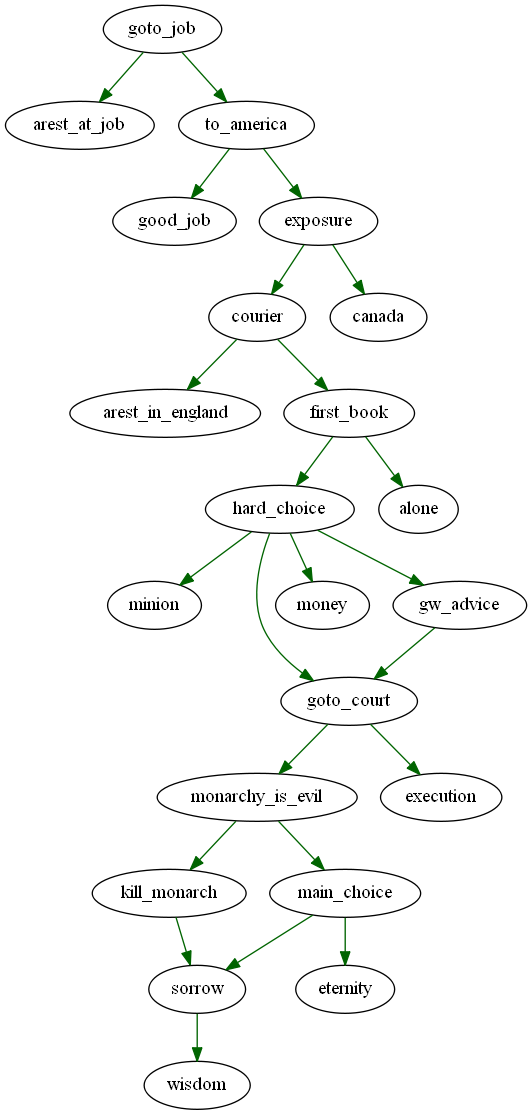 goto_job
arest_at_job
to_america
good_job
exposure
courier
canada
arest_in_england
first_book
hard_choice
alone
minion
money
gw_advice
goto_court
monarchy_is_evil
execution
kill_monarch
main_choice
sorrow
eternity
wisdom